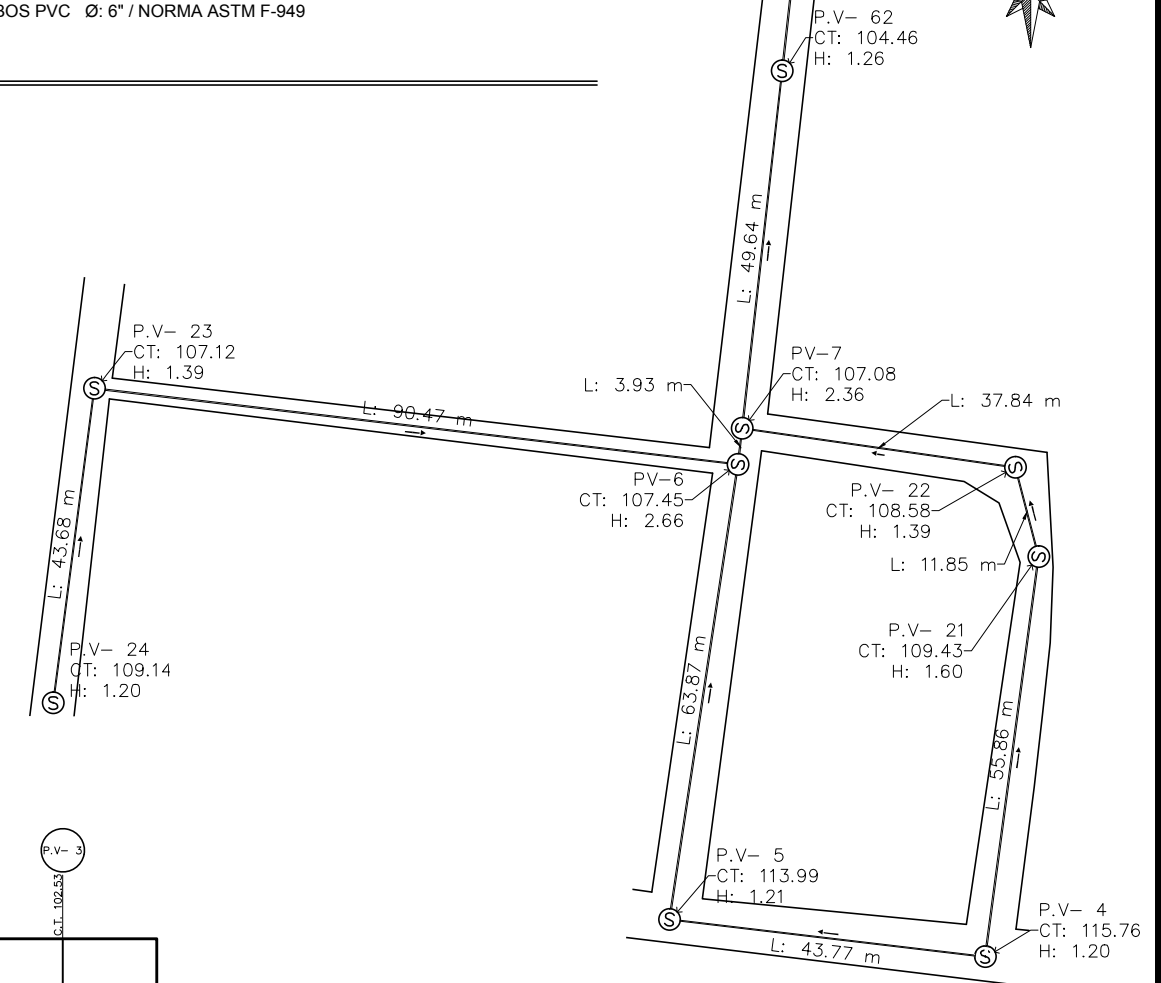 BOS PVC Ø: 6" / NORMA ASTM F-949
P.V- 62
CT: 104.46
H: 1.26
L: 49.64 m
P.V- 23
CT: 107.12
H: 1.39
L: 90.47 m
L: 3.93 m
PV-7
CT: 107.08
H: 2.36
L: 37.84 m
PV-6
CT: 107.45
H: 2.66
P.V- 22
CT: 108.58
H: 1.39
L: 11.85 m
L: 43.68 m
P.V- 24
CT: 109.14
H: 1.20
P.V- 21
CT: 109.43
H: 1.60
L: 63.87 m
L: 55.86 m
P.V- 3
C.T. 102.53
P.V- 5
CT: 113.99
H: 1.21
L: 43.77 m
P.V- 4
CT: 115.76
H: 1.20
S
S
S
S
S
S
S
S
S